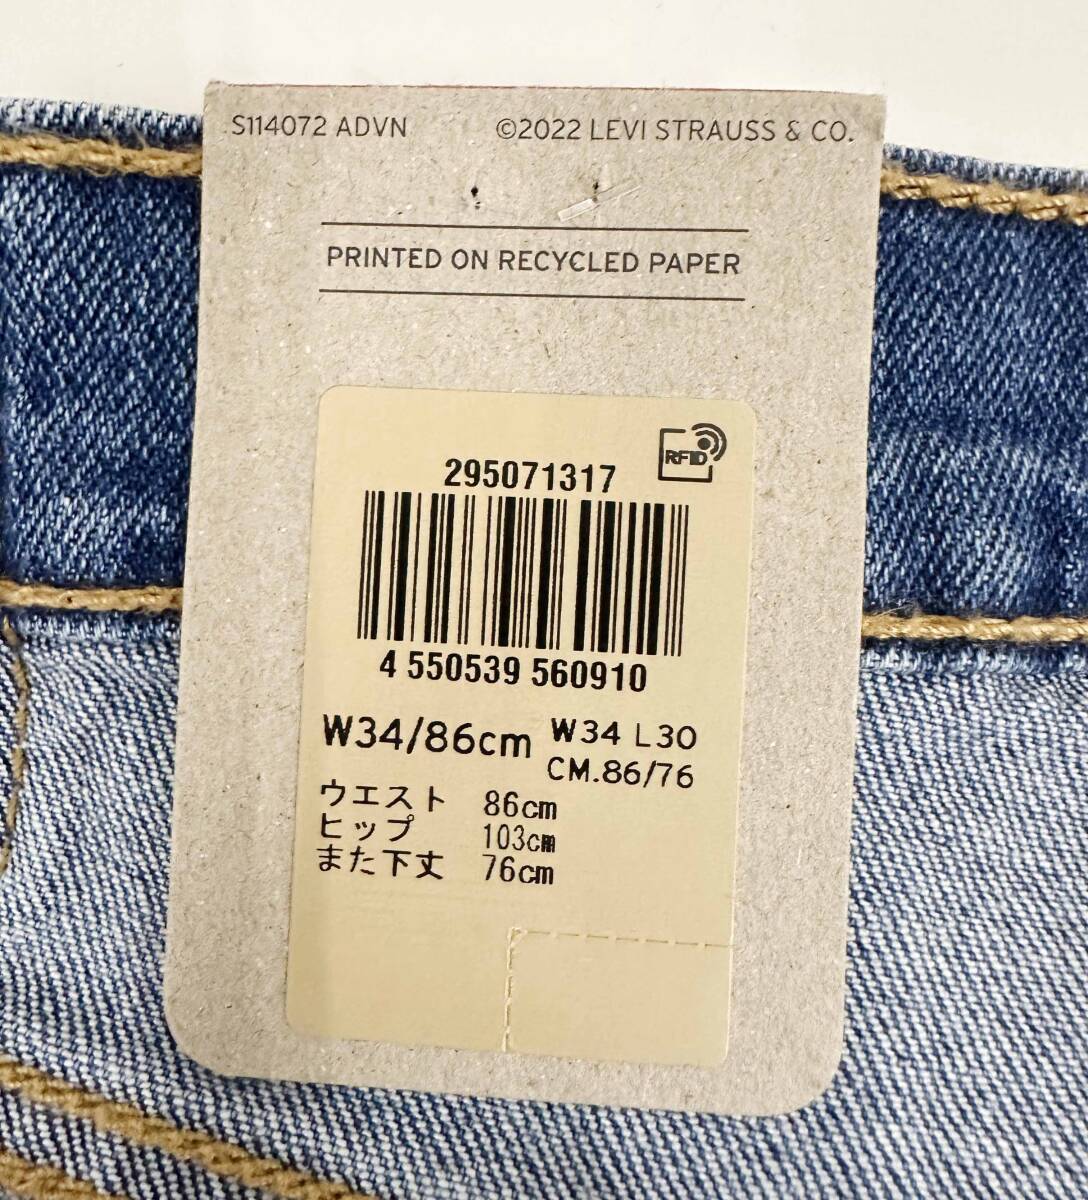 S114072 ADVN ©2022 LEVI STRAUSS & CO.
PRINTED ON RECYCLED PAPER
RFID
295071317
4 550539 560910
W34/86cm W34 L30
CM.86/76
ウエスト 86cm
ヒップ 103cm
また下丈 76cm